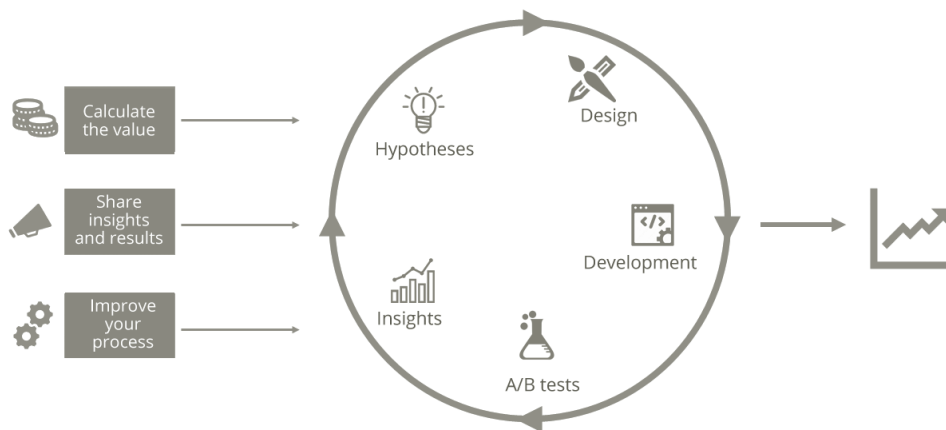 Calculate
the value
Share
insights
and results
Improve
your
process
Hypotheses
Design
</>
Development
A/B tests
Insights